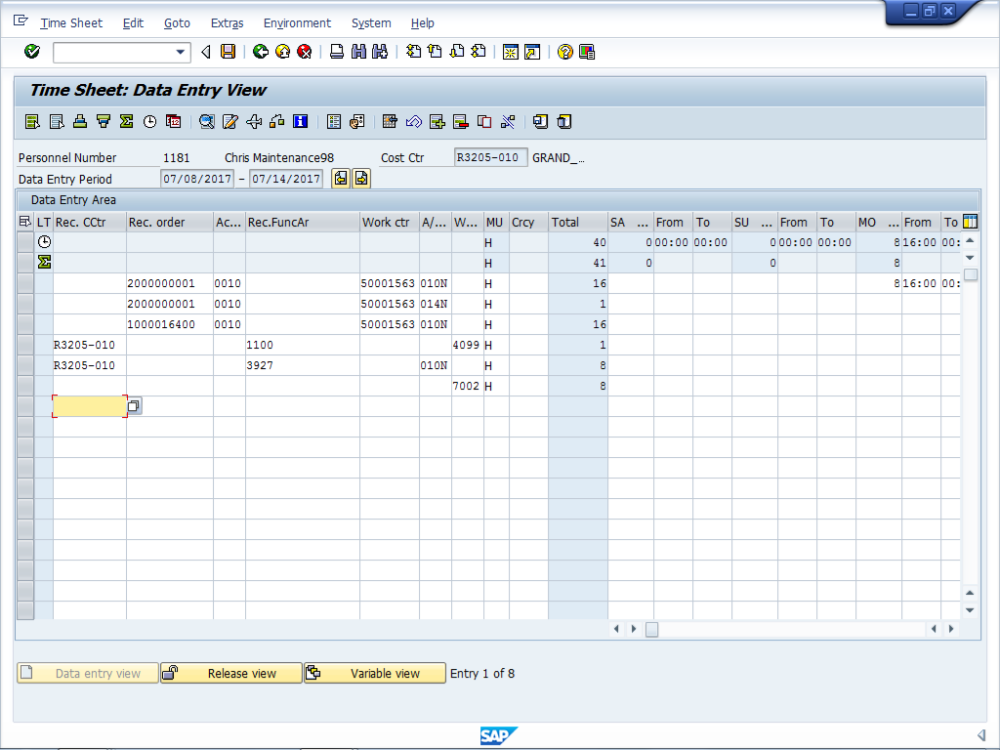 Time Sheet Edit Goto Extras Environment System Help
Time Sheet: Data Entry View
Personnel Number 1181 Chris Maintenance98 Cost Ctr R3205-010 GRAND_...
Data Entry Period 07/08/2017 - 07/14/2017
Data Entry Area
LT Rec. CCtr Rec. order Ac... Rec.FuncAr Work ctr A/... W... MU Crcy Total SA ... From To SU ... From To MO ... From To
H 40 0 00:00 00:00 0 00:00 00:00 8 16:00 00:
H 41 0 0 8
2000000001 0010 50001563 010N H 16 8 16:00 00:
2000000001 0010 50001563 014N H 1
1000016400 0010 50001563 010N H 16
R3205-010 1100 4099 H 1
R3205-010 3927 010N H 8
7002 H 8
Data entry view Release view Variable view Entry 1 of 8
SAP